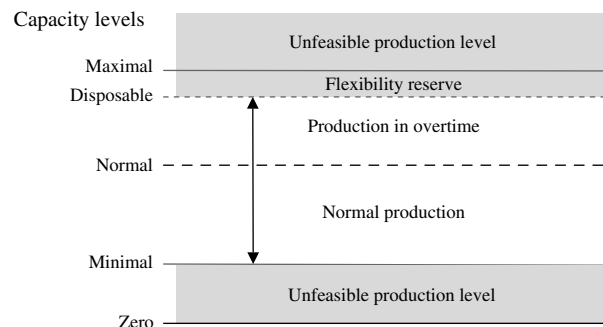 Capacity levels
Unfeasible production level
Maximal
Flexibility reserve
Disposable
Production in overtime
Normal
Normal production
Minimal
Unfeasible production level
Zero